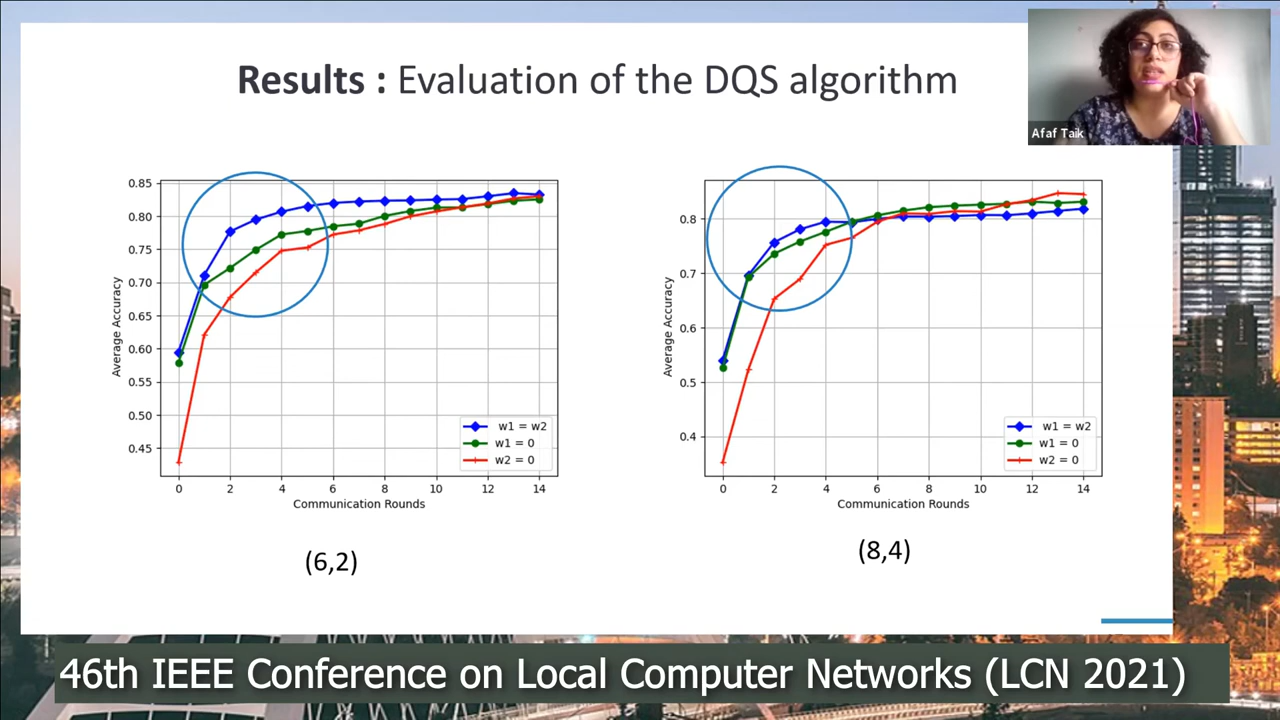 Results : Evaluation of the DQS algorithm
Afaf Taik
0.85
0.80
0.75
0.70
0.65
0.60
0.55
0.50
0.45
Average Accuracy
w1 = w2
w1 = 0
w2 = 0
0 2 4 6 8 10 12 14
Communication Rounds
(6,2)
0.8
0.7
0.6
0.5
0.4
Average Accuracy
w1 = w2
w1 = 0
w2 = 0
0 2 4 6 8 10 12 14
Communication Rounds
(8,4)
46th IEEE Conference on Local Computer Networks (LCN 2021)